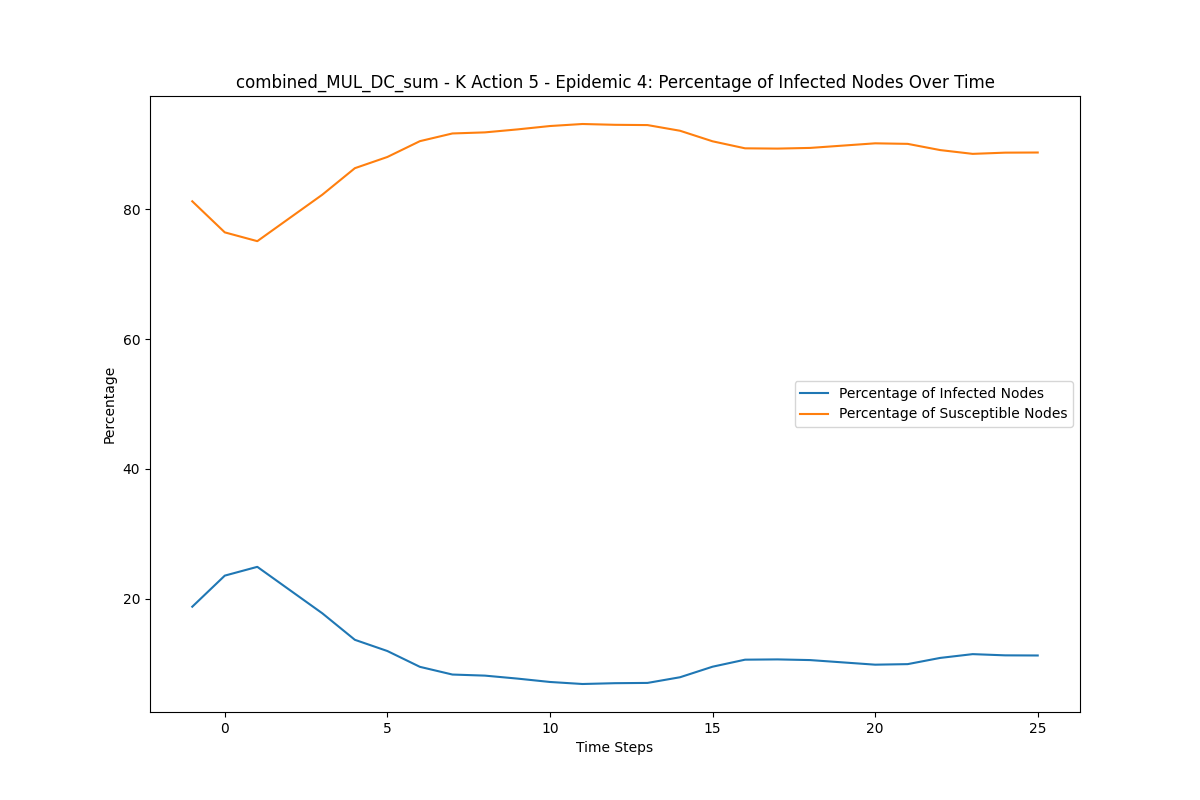 combined_MUL_DC_sum - K Action 5 - Epidemic 4: Percentage of Infected Nodes Over Time
80
60
40
20
Percentage
Percentage of Infected Nodes
Percentage of Susceptible Nodes
0 5 10 15 20 25
Time Steps